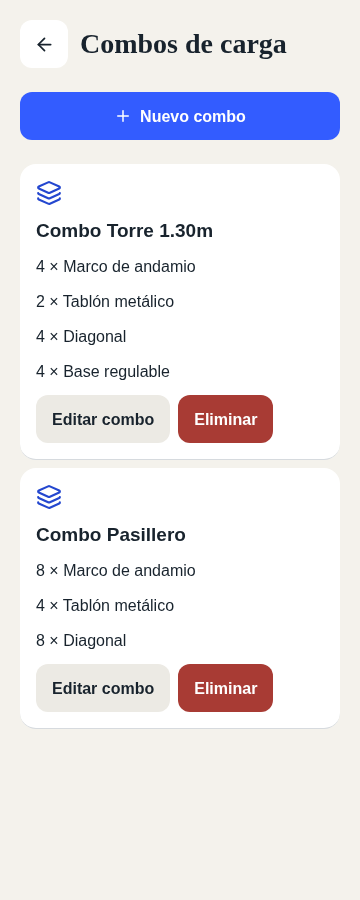 Combos de carga
Nuevo combo
Combo Torre 1.30m
4 × Marco de andamio
2 × Tablón metálico
4 × Diagonal
4 × Base regulable
Editar combo Eliminar
Combo Pasillero
8 × Marco de andamio
4 × Tablón metálico
8 × Diagonal
Editar combo Eliminar